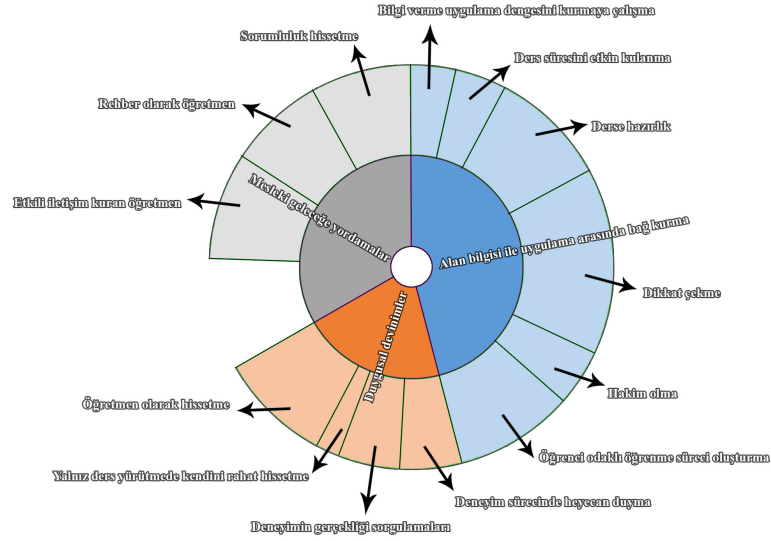 Bilgi verme uygulama dengesini kurmaya çalışma
Sorumluluk hissetme
Ders süresini etkin kulanma
Rehber olarak öğretmen
Derse hazırlık
Etkili iletişim kuran öğretmen
Mesleki geleceğe yordamalar
Alan bilgisi ile uygulama arasında bağ kurma
Dikkat çekme
Duygusal devinimler
Hakim olma
Öğretmen olarak hissetme
Öğrenci odaklı öğrenme süreci oluşturma
Yalnız ders yürütmede kendini rahat hissetme
Deneyim sürecinde heyecan duyma
Deneyimin gerçekliği sorgulamaları